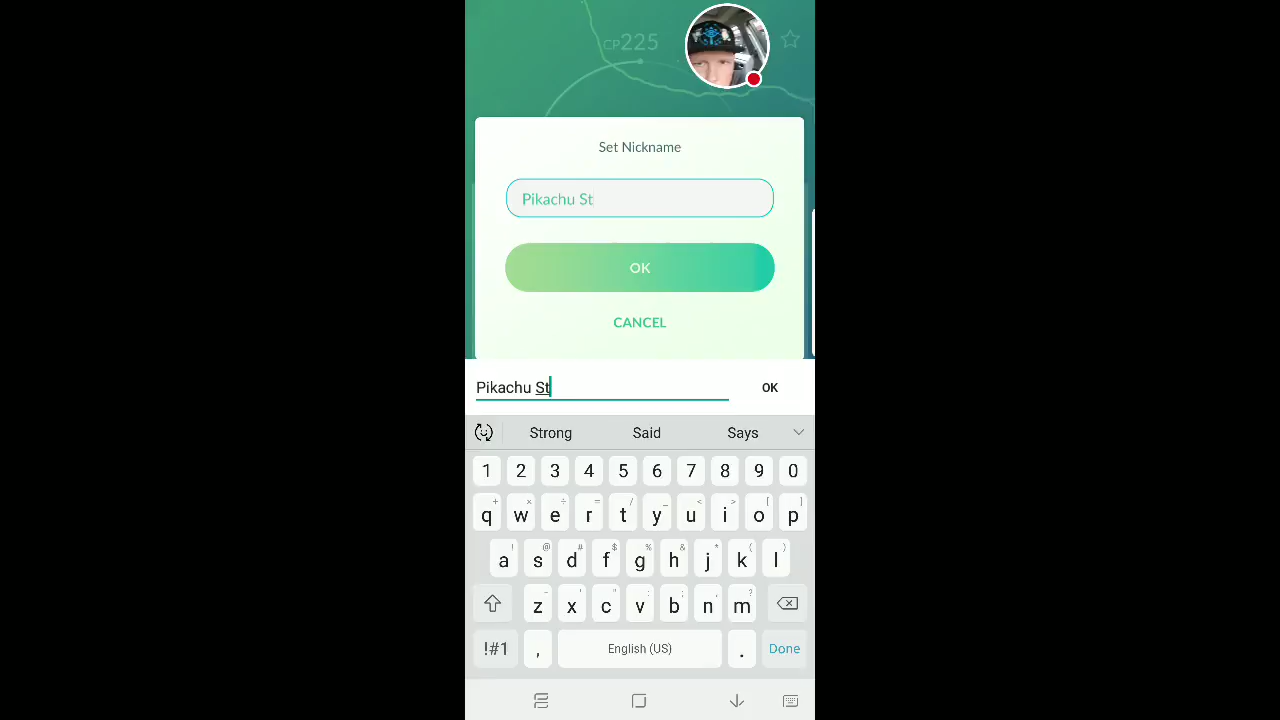 CP225
Set Nickname
Pikachu St
OK
CANCEL
Pikachu St OK
Strong Said Says
1 2 3 4 5 6 7 8 9 0
+ × ÷ = / _ < > [ ]
q w e r t y u i o p
! @ # $ % & * ( )
a s d f g h j k l
- ' " : ; , ?
z x c v b n m
!#1 , English (US) . Done